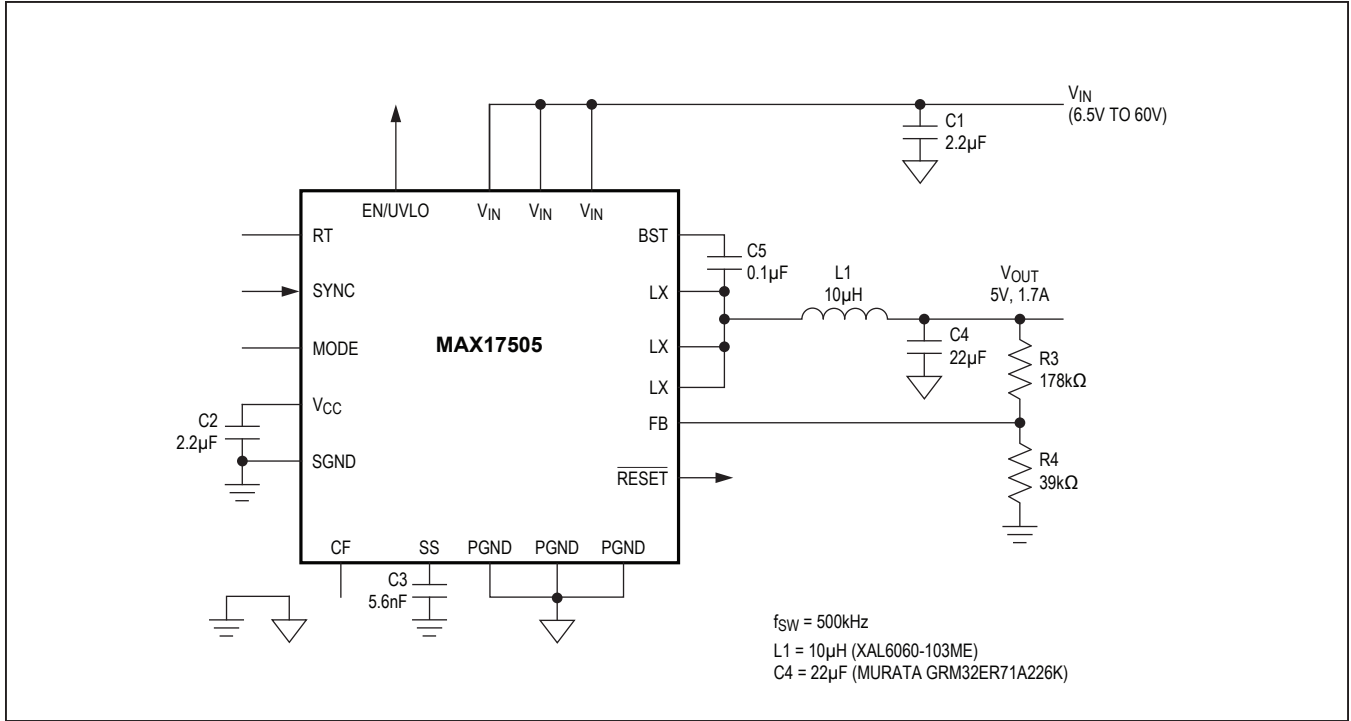 VIN
(6.5V TO 60V)
C1
2.2µF
EN/UVLO
VIN
VIN
VIN
RT
BST
C5
0.1µF
SYNC
LX
L1
10µH
VOUT
5V, 1.7A
MODE
MAX17505
LX
C4
22µF
R3
178kΩ
LX
VCC
C2
2.2µF
FB
SGND
RESET
R4
39kΩ
CF
SS
PGND
PGND
PGND
C3
5.6nF
fSW = 500kHz
L1 = 10µH (XAL6060-103ME)
C4 = 22µF (MURATA GRM32ER71A226K)